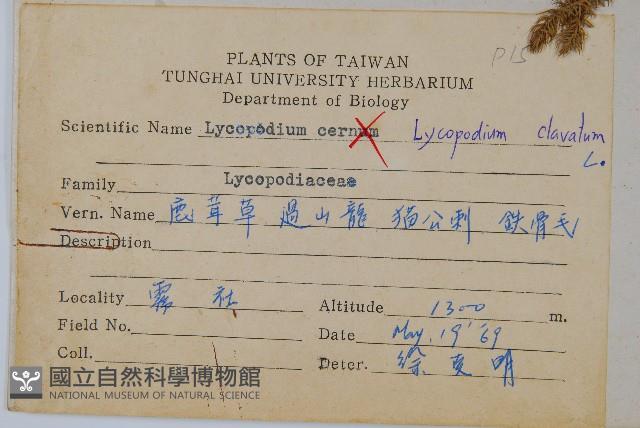 P15
PLANTS OF TAIWAN
TUNGHAI UNIVERSITY HERBARIUM
Department of Biology
Scientific Name Lycopodium cernum Lycopodium clavatum
L.
Family Lycopodiaceae
Vern. Name 鹿茸草 過山龍 猫公刺 鉄骨毛
Description
Locality 霧社 Altitude 1300 m.
Field No. Date May. 19 '69
Coll. Deter. 徐 明
國立自然科學博物館
NATIONAL MUSEUM OF NATURAL SCIENCE